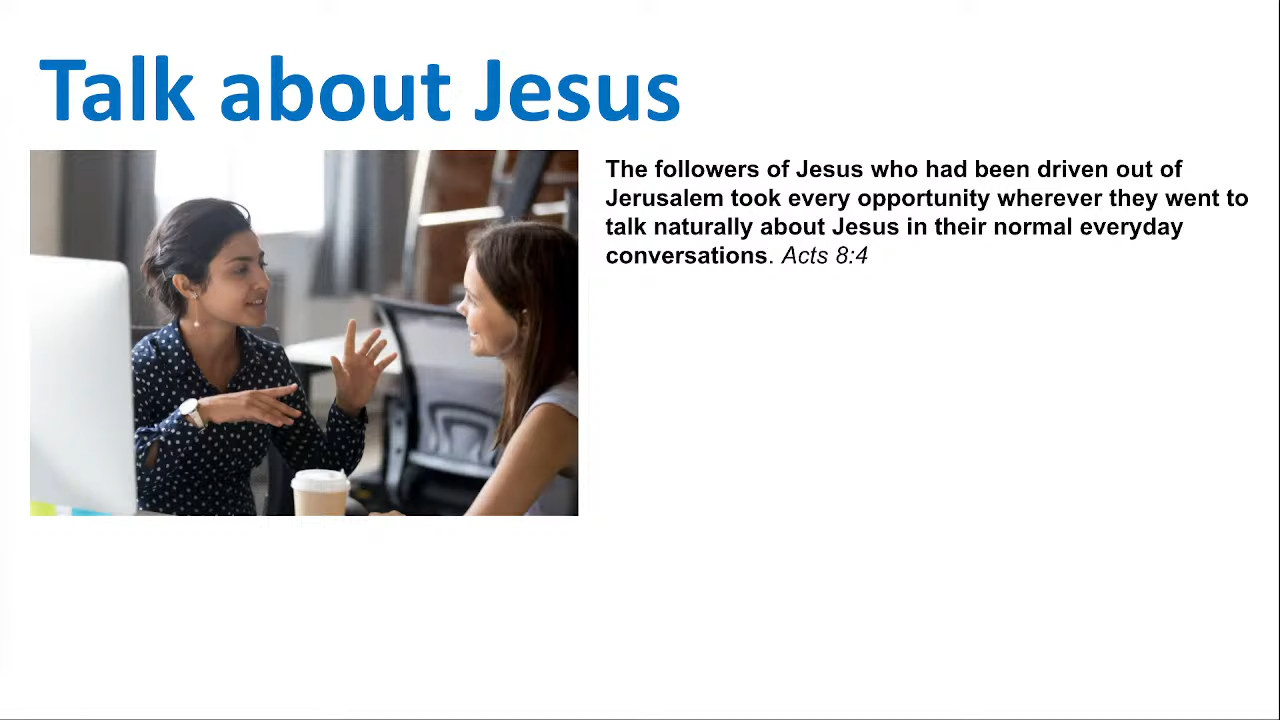 Talk about Jesus
The followers of Jesus who had been driven out of
Jerusalem took every opportunity wherever they went to
talk naturally about Jesus in their normal everyday
conversations. Acts 8:4